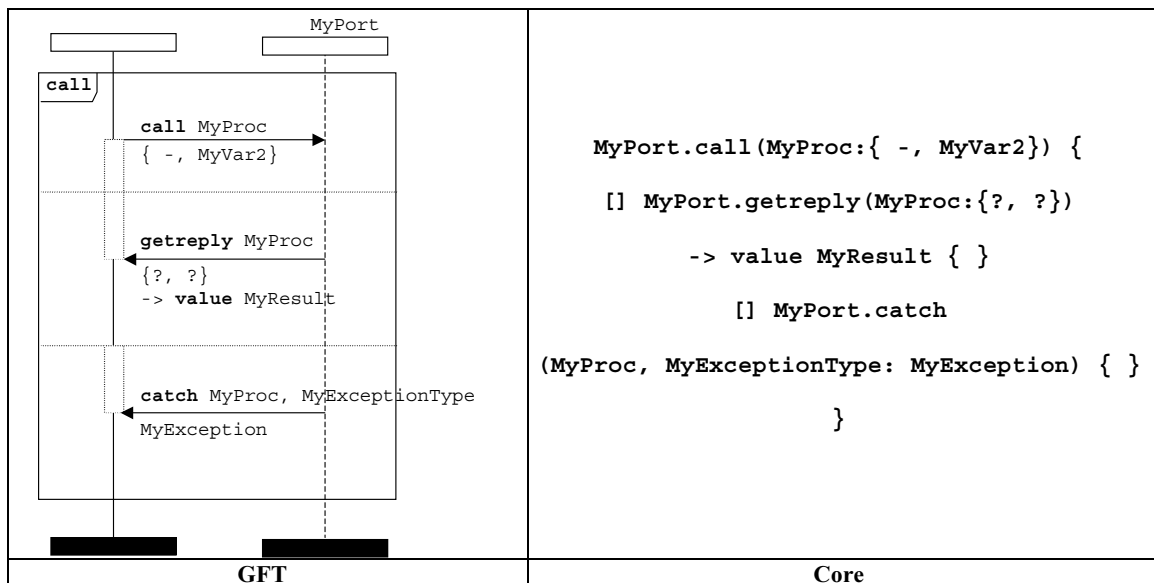 MyPort
call
call MyProc
{ -, MyVar2}
getreply MyProc
{?, ?}
-> value MyResult
catch MyProc, MyExceptionType
MyException
MyPort.call(MyProc:{ -, MyVar2}) {
[] MyPort.getreply(MyProc:{?, ?})
-> value MyResult { }
[] MyPort.catch
(MyProc, MyExceptionType: MyException) { }
}
GFT
Core